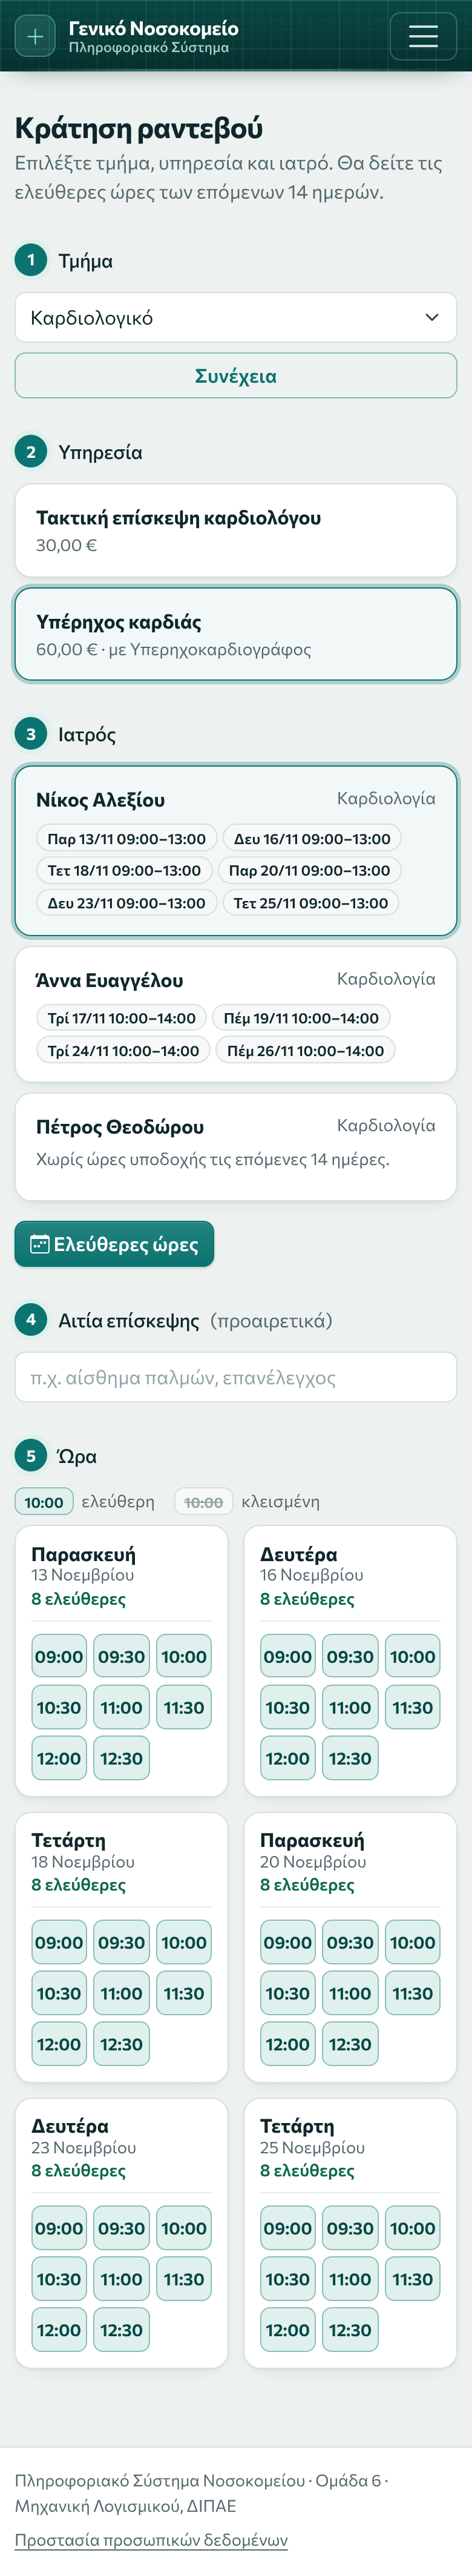 Γενικό Νοσοκομείο
Πληροφοριακό Σύστημα
Κράτηση ραντεβού
Επιλέξτε τμήμα, υπηρεσία και ιατρό. Θα δείτε τις
ελεύθερες ώρες των επόμενων 14 ημερών.
1 Τμήμα
Καρδιολογικό
Συνέχεια
2 Υπηρεσία
Τακτική επίσκεψη καρδιολόγου
30,00 €
Υπέρηχος καρδιάς
60,00 € · με Υπερηχοκαρδιογράφος
3 Ιατρός
Νίκος Αλεξίου Καρδιολογία
Παρ 13/11 09:00–13:00 Δευ 16/11 09:00–13:00
Τετ 18/11 09:00–13:00 Παρ 20/11 09:00–13:00
Δευ 23/11 09:00–13:00 Τετ 25/11 09:00–13:00
Άννα Ευαγγέλου Καρδιολογία
Τρί 17/11 10:00–14:00 Πέμ 19/11 10:00–14:00
Τρί 24/11 10:00–14:00 Πέμ 26/11 10:00–14:00
Πέτρος Θεοδώρου Καρδιολογία
Χωρίς ώρες υποδοχής τις επόμενες 14 ημέρες.
Ελεύθερες ώρες
4 Αιτία επίσκεψης (προαιρετικά)
π.χ. αίσθημα παλμών, επανέλεγχος
5 Ώρα
10:00 ελεύθερη 10:00 κλεισμένη
Παρασκευή
13 Νοεμβρίου
8 ελεύθερες
09:00 09:30 10:00
10:30 11:00 11:30
12:00 12:30
Δευτέρα
16 Νοεμβρίου
8 ελεύθερες
09:00 09:30 10:00
10:30 11:00 11:30
12:00 12:30
Τετάρτη
18 Νοεμβρίου
8 ελεύθερες
09:00 09:30 10:00
10:30 11:00 11:30
12:00 12:30
Παρασκευή
20 Νοεμβρίου
8 ελεύθερες
09:00 09:30 10:00
10:30 11:00 11:30
12:00 12:30
Δευτέρα
23 Νοεμβρίου
8 ελεύθερες
09:00 09:30 10:00
10:30 11:00 11:30
12:00 12:30
Τετάρτη
25 Νοεμβρίου
8 ελεύθερες
09:00 09:30 10:00
10:30 11:00 11:30
12:00 12:30
Πληροφοριακό Σύστημα Νοσοκομείου · Ομάδα 6 ·
Μηχανική Λογισμικού, ΔΙΠΑΕ
Προστασία προσωπικών δεδομένων